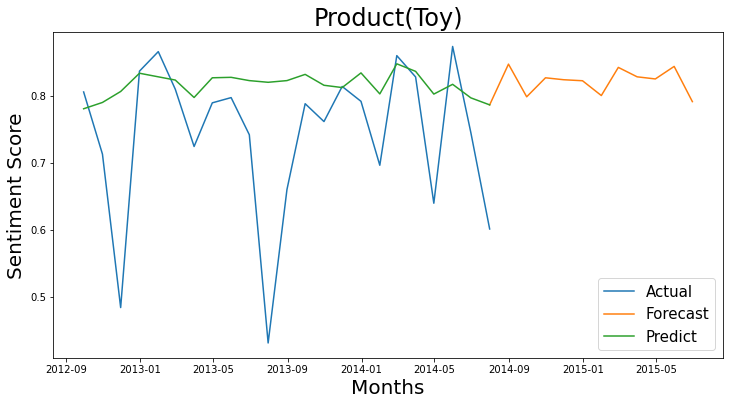 Product(Toy)
Sentiment Score
0.8
0.7
0.6
0.5
2012-09 2013-01 2013-05 2013-09 2014-01 2014-05 2014-09 2015-01 2015-05
Months
Actual
Forecast
Predict